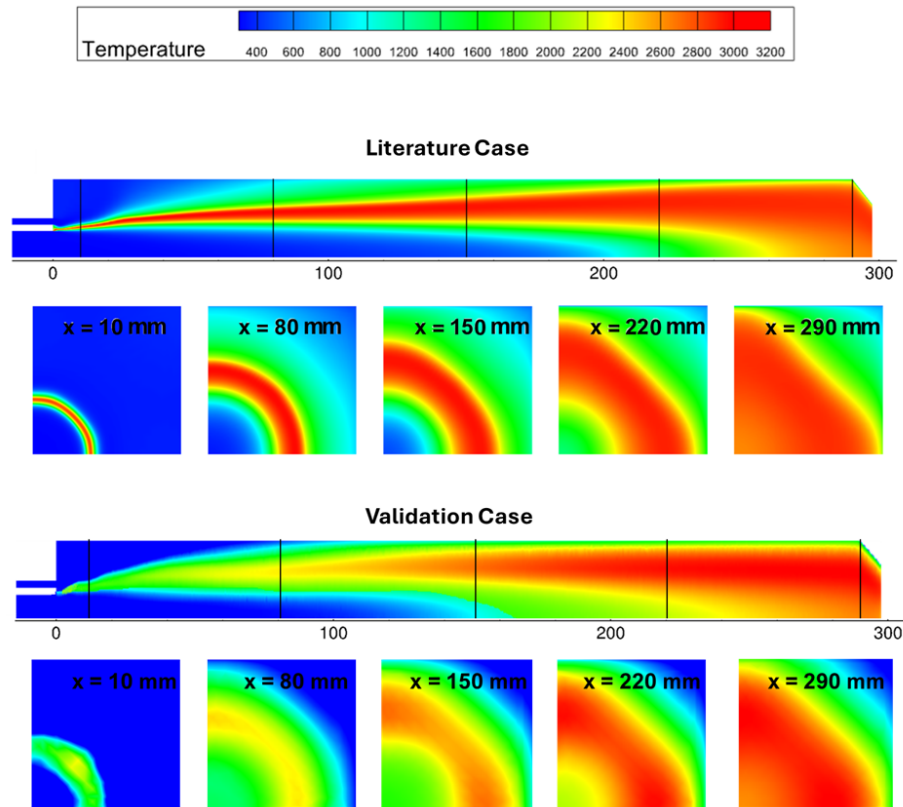 Temperature 400 600 800 1000 1200 1400 1600 1800 2000 2200 2400 2600 2800 3000 3200
Literature Case
0 100 200 300
x = 10 mm x = 80 mm x = 150 mm x = 220 mm x = 290 mm
Validation Case
0 100 200 300
x = 10 mm x = 80 mm x = 150 mm x = 220 mm x = 290 mm